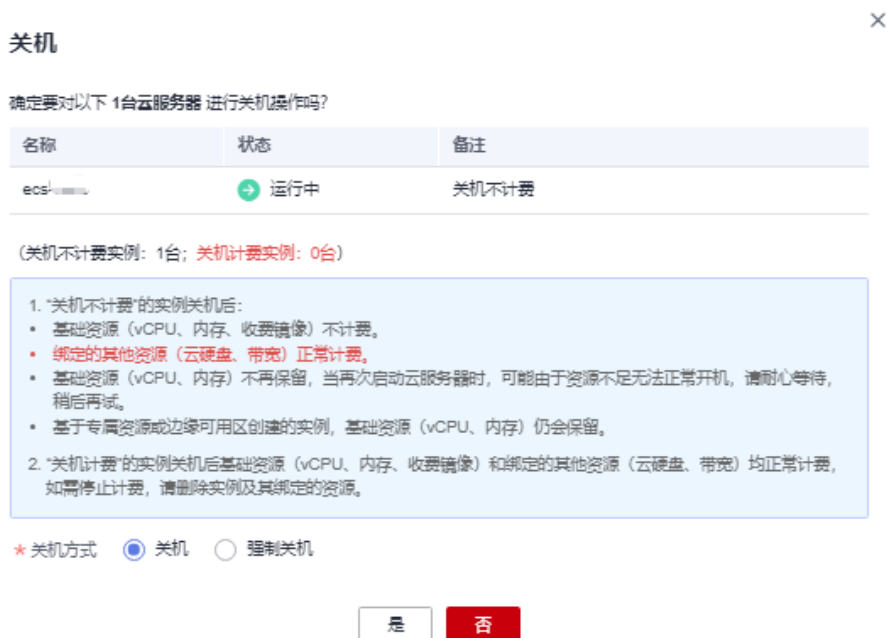 关机
确定要对以下 1台云服务器 进行关机操作吗?
名称 状态 备注
ecs 运行中 关机不计费
（关机不计费实例：1台；关机计费实例：0台）
1. "关机不计费"的实例关机后：
• 基础资源（vCPU、内存、收费镜像）不计费。
• 绑定的其他资源（云硬盘、带宽）正常计费。
• 基础资源（vCPU、内存）不再保留，当再次启动云服务器时，可能由于资源不足无法正常开机，请耐心等待，
稍后再试。
• 基于专属资源或边缘可用区创建的实例，基础资源（vCPU、内存）仍会保留。
2. "关机计费"的实例关机后基础资源（vCPU、内存、收费镜像）和绑定的其他资源（云硬盘、带宽）均正常计费，
如需停止计费，请删除实例及其绑定的资源。
* 关机方式 关机 强制关机
是 否